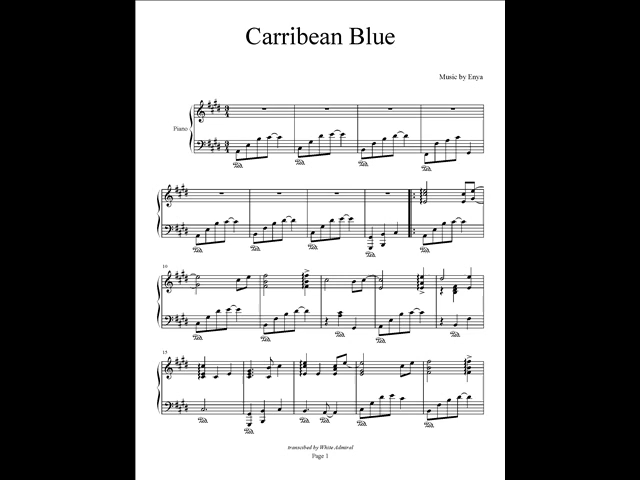 Carribean Blue
Music by Enya
Piano
10
15
transcribed by White Admiral
Page 1